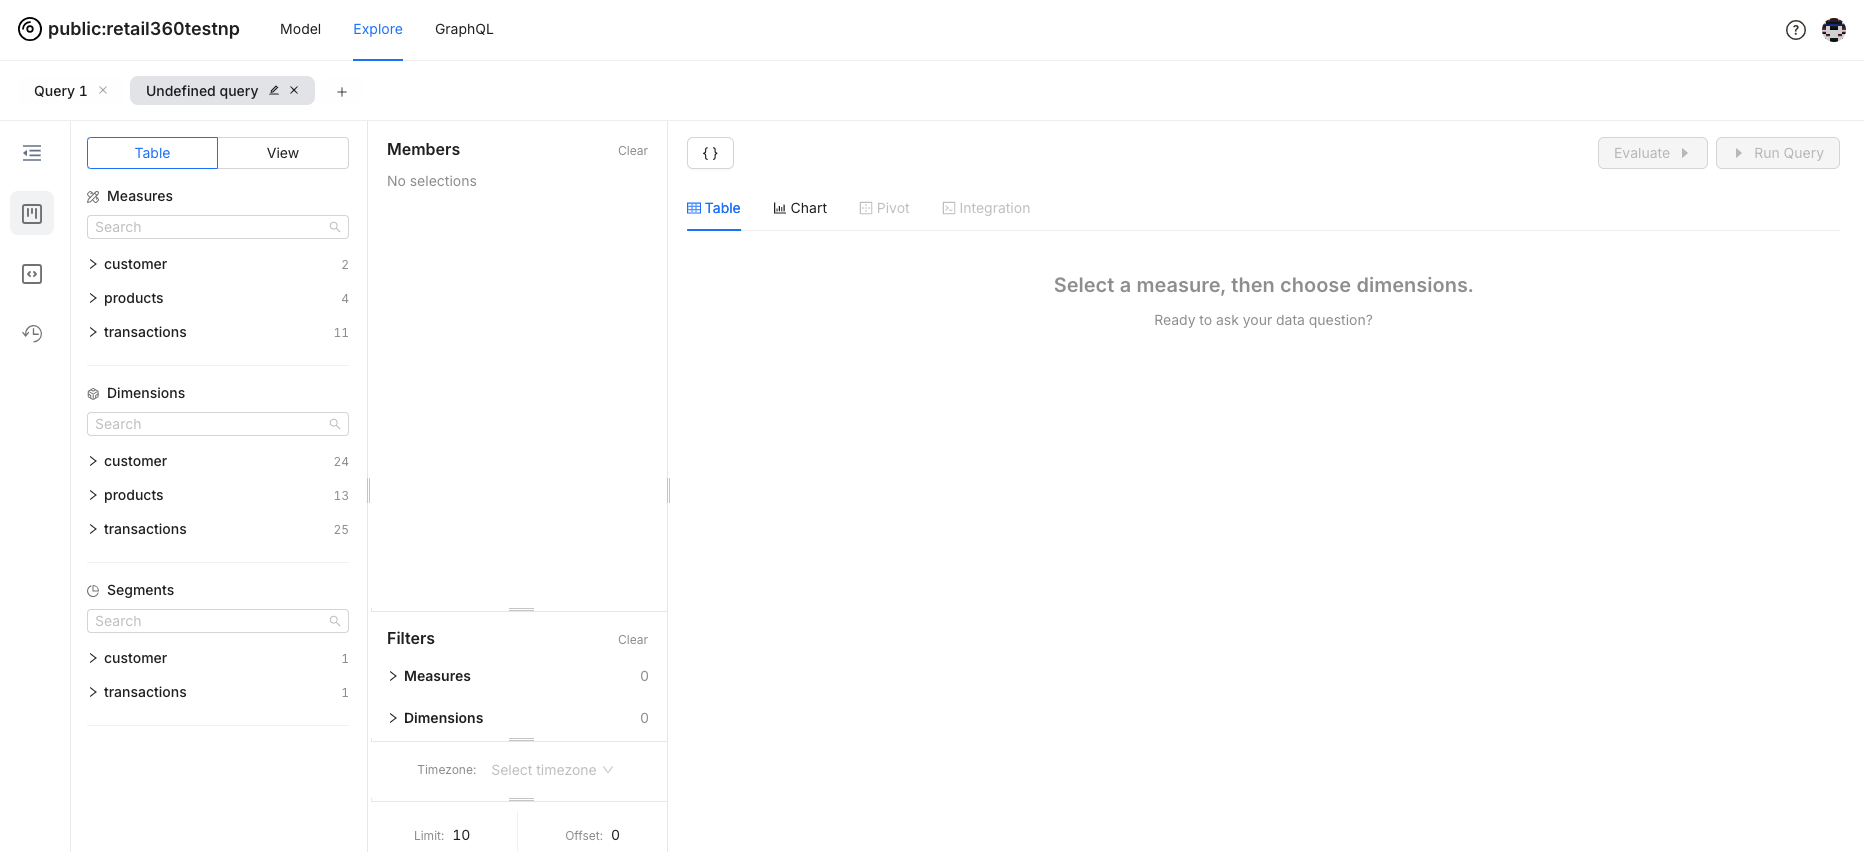 public:retail360testnp
Model
Explore
GraphQL
?
Query 1
Undefined query
+
Table
View
Measures
Search
customer 2
products 4
transactions 11
Dimensions
Search
customer 24
products 13
transactions 25
Segments
Search
customer 1
transactions 1
Members
Clear
No selections
Filters
Clear
Measures 0
Dimensions 0
Timezone: Select timezone
Limit: 10
Offset: 0
{ }
Evaluate
Run Query
Table
Chart
Pivot
Integration
Select a measure, then choose dimensions.
Ready to ask your data question?